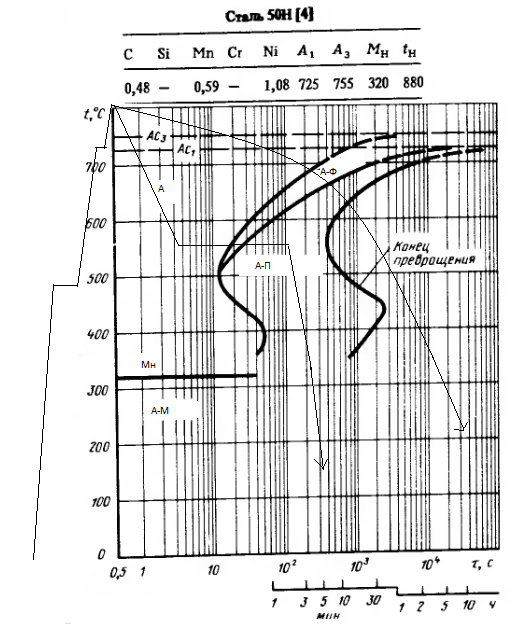 Сталь 50Н [4]
C Si Mn Cr Ni A1 A3 MН tН
0,48 — 0,59 — 1,08 725 755 320 880
t,°C
AC3
AC1
700
А-Ф
А
600
Конец
превращения
А-П
500
400
Мн
300
А-М
200
100
0
0,5 1 10 10² 10³ 10⁴ τ, с
1 3 5 10 30 1 2 5 10 ч
мин